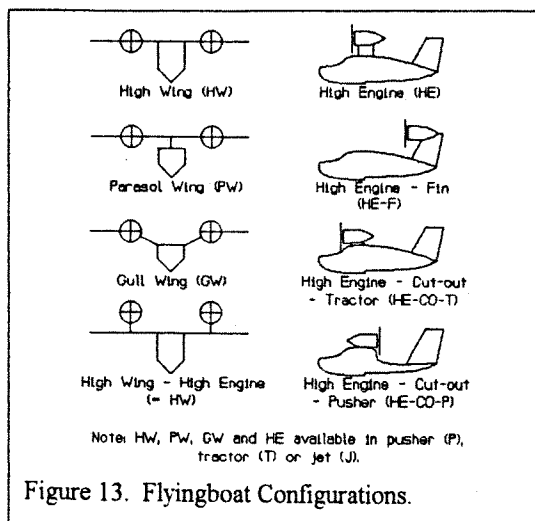 High Wing (HW)
High Engine (HE)
Parasol Wing (PW)
High Engine - Fin
(HE-F)
Gull Wing (GW)
High Engine - Cut-out
- Tractor (HE-CO-T)
High Wing - High Engine
(= HW)
High Engine - Cut-out
- Pusher (HE-CO-P)
Note: HW, PW, GW and HE available in pusher (P),
tractor (T) or jet (J).
Figure 13. Flyingboat Configurations.